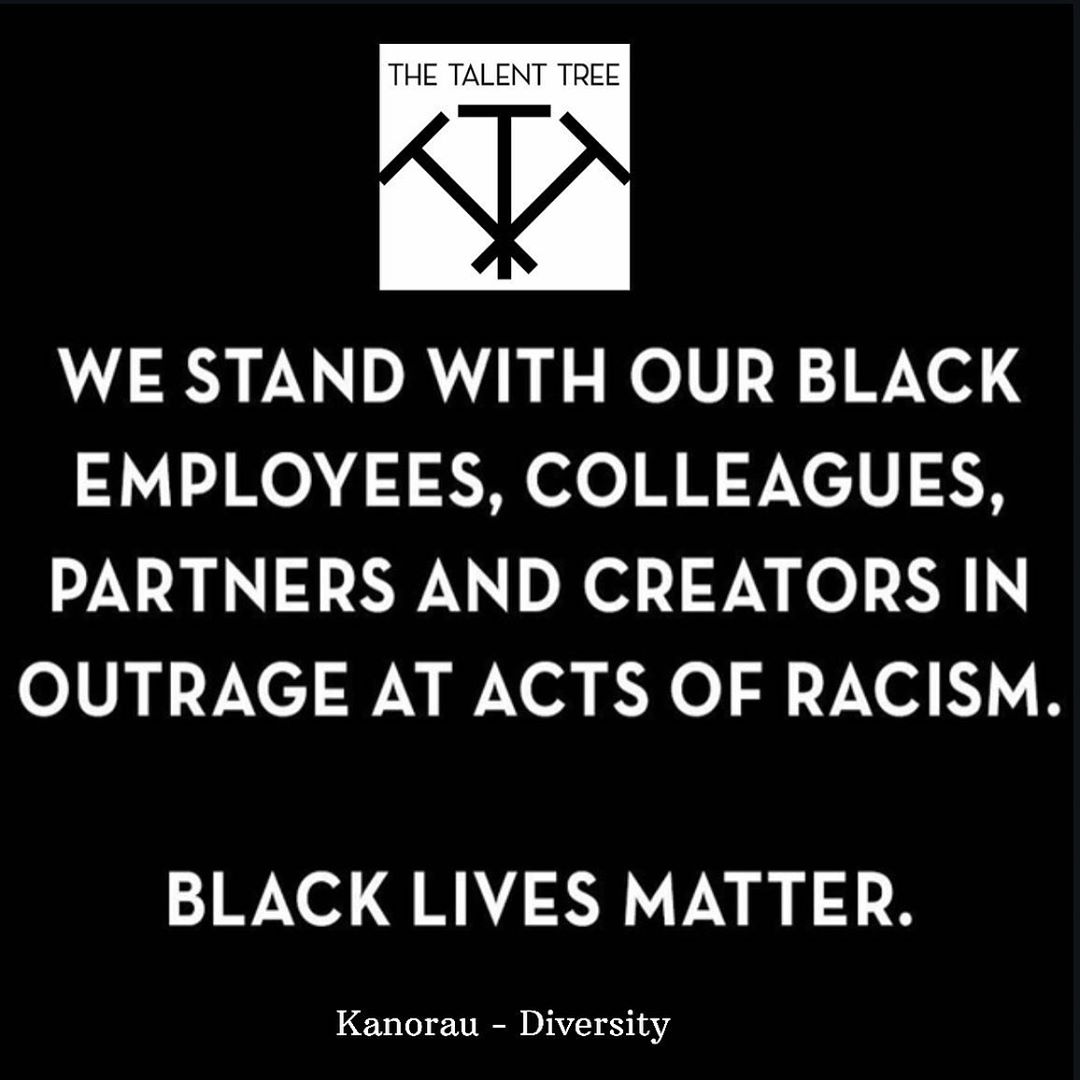 THE TALENT TREE
WE STAND WITH OUR BLACK
EMPLOYEES, COLLEAGUES,
PARTNERS AND CREATORS IN
OUTRAGE AT ACTS OF RACISM.
BLACK LIVES MATTER.
Kanorau - Diversity